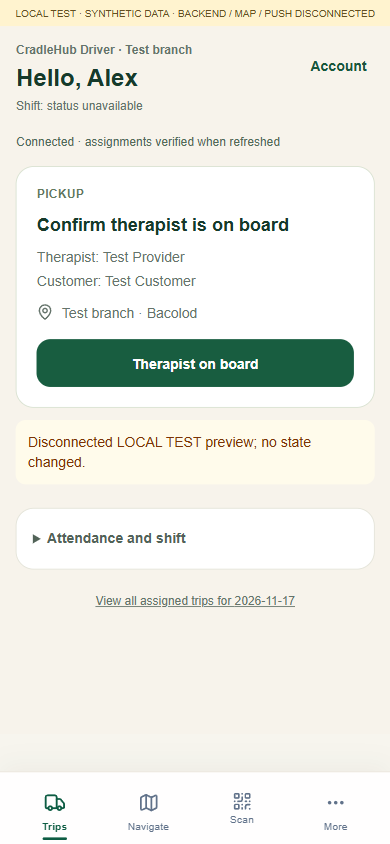 LOCAL TEST · SYNTHETIC DATA · BACKEND / MAP / PUSH DISCONNECTED
CradleHub Driver · Test branch
Hello, Alex
Account
Shift: status unavailable
Connected · assignments verified when refreshed
PICKUP
Confirm therapist is on board
Therapist: Test Provider
Customer: Test Customer
Test branch · Bacolod
Therapist on board
Disconnected LOCAL TEST preview; no state
changed.
Attendance and shift
View all assigned trips for 2026-11-17
Trips
Navigate
Scan
More